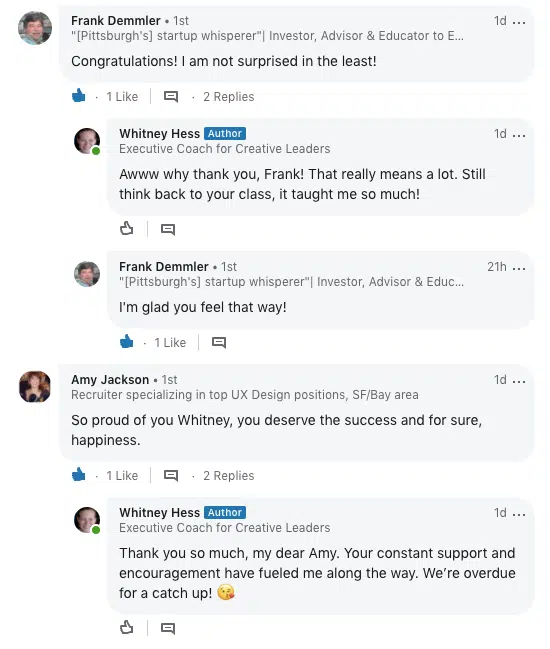 Frank Demmler • 1st
1d ...
"[Pittsburgh's] startup whisperer"| Investor, Advisor & Educator to E...
Congratulations! I am not surprised in the least!
· 1 Like
· 2 Replies
Whitney Hess Author
1d ...
Executive Coach for Creative Leaders
Awww why thank you, Frank! That really means a lot. Still
think back to your class, it taught me so much!
Frank Demmler • 1st
21h ...
"[Pittsburgh's] startup whisperer"| Investor, Advisor & Educ...
I'm glad you feel that way!
· 1 Like
Amy Jackson • 1st
1d ...
Recruiter specializing in top UX Design positions, SF/Bay area
So proud of you Whitney, you deserve the success and for sure,
happiness.
· 1 Like
· 2 Replies
Whitney Hess Author
1d ...
Executive Coach for Creative Leaders
Thank you so much, my dear Amy. Your constant support and
encouragement have fueled me along the way. We’re overdue
for a catch up! 😘